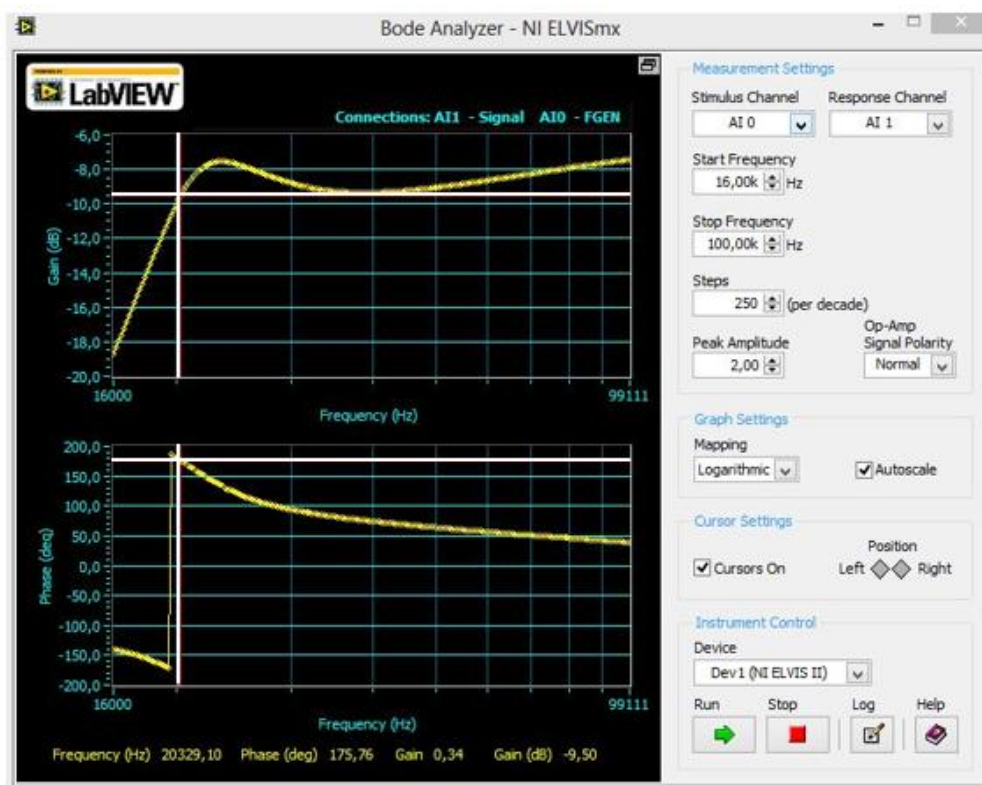 Bode Analyzer - NI ELVISmx
LabVIEW
Connections: AI1 - Signal AI0 - FGEN
-6,0
-8,0
-10,0
-12,0
-14,0
-16,0
-18,0
-20,0
Gain (dB)
16000
99111
Frequency (Hz)
200,0
150,0
100,0
50,0
0,0
-50,0
-100,0
-150,0
-200,0
Phase (deg)
16000
99111
Frequency (Hz)
Frequency (Hz) 20329,10 Phase (deg) 175,76 Gain 0,34 Gain (dB) -9,50
Measurement Settings
Stimulus Channel Response Channel
AI 0 AI 1
Start Frequency
16,00k Hz
Stop Frequency
100,00k Hz
Steps
250 (per decade)
Op-Amp
Peak Amplitude Signal Polarity
2,00 Normal
Graph Settings
Mapping
Logarithmic Autoscale
Cursor Settings
Position
Cursors On Left Right
Instrument Control
Device
Dev1 (NI ELVIS II)
Run Stop Log Help